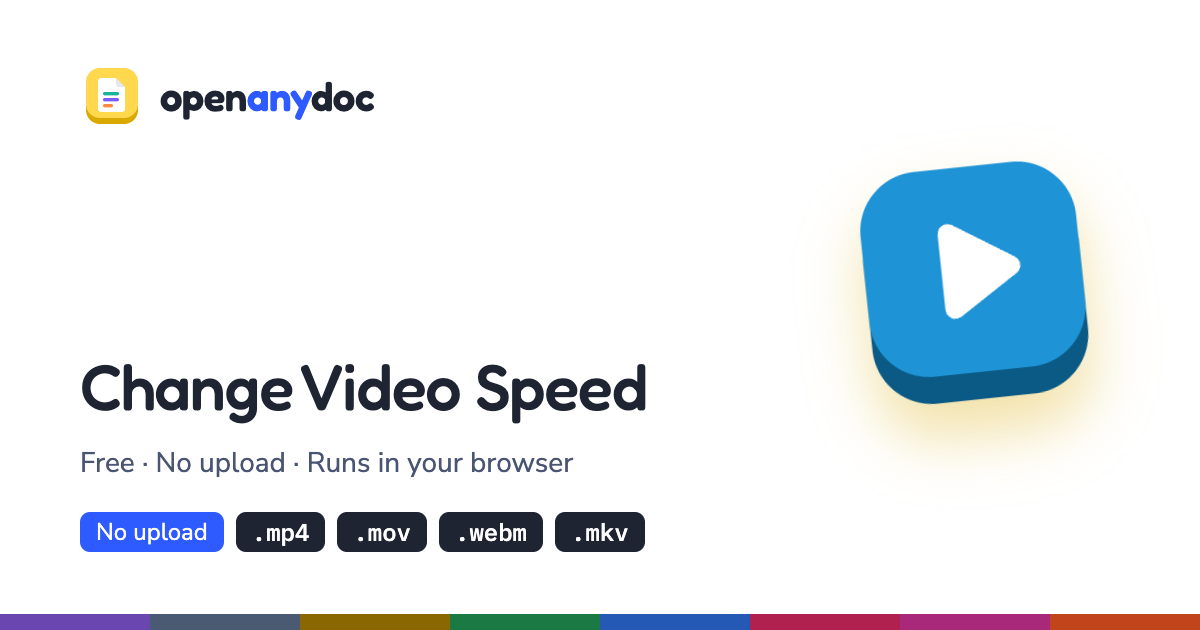 openanydoc
Change Video Speed
Free · No upload · Runs in your browser
No upload .mp4 .mov .webm .mkv